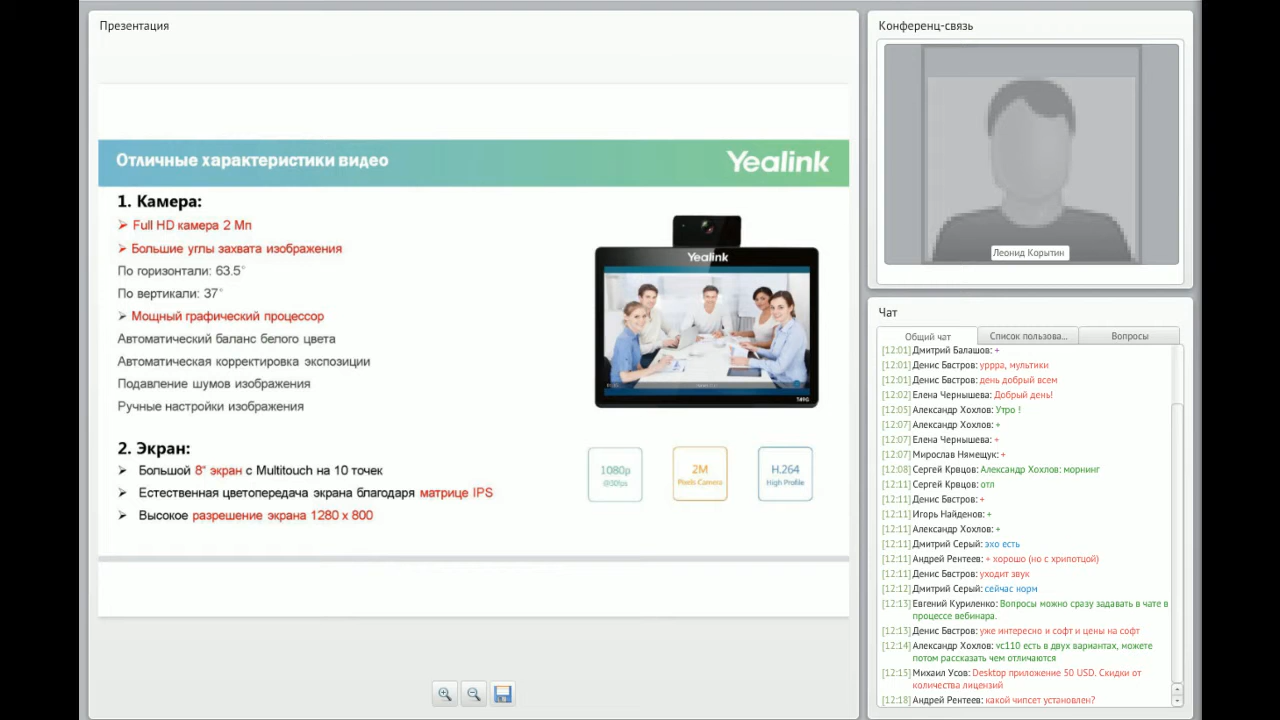 Презентация
Отличные характеристики видео
Yealink
1. Камера:
Full HD камера 2 Мп
Большие углы захвата изображения
По горизонтали: 63.5°
По вертикали: 37°
Мощный графический процессор
Автоматический баланс белого цвета
Автоматическая корректировка экспозиции
Подавление шумов изображения
Ручные настройки изображения
2. Экран:
Большой 8" экран с Multitouch на 10 точек
Естественная цветопередача экрана благодаря матрице IPS
Высокое разрешение экрана 1280 x 800
Yealink
T49G
1080p
@30fps
2M
Pixels Camera
H.264
High Profile
Конференц-связь
Леонид Корытин
Чат
Общий чат
Список пользова...
Вопросы
[12:01] Дмитрий Балашов: +
[12:01] Денис Бвстров: уррра, мультики
[12:01] Денис Бвстров: день добрый всем
[12:02] Елена Чернышева: Добрый день!
[12:05] Александр Хохлов: Утро !
[12:07] Александр Хохлов: +
[12:07] Елена Чернышева: +
[12:07] Мирослав Нямещук: +
[12:08] Сергей Крвцов: Александр Хохлов: морнинг
[12:11] Сергей Крвцов: отл
[12:11] Денис Бвстров: +
[12:11] Игорь Найденов: +
[12:11] Александр Хохлов: +
[12:11] Дмитрий Серый: эхо есть
[12:11] Андрей Рентеев: + хорошо (но с хрипотцой)
[12:11] Денис Бвстров: уходит звук
[12:12] Дмитрий Серый: сейчас норм
[12:13] Евгений Куриленко: Вопросы можно сразу задавать в чате в
процессе вебинара.
[12:13] Денис Бвстров: уже интересно и софт и цены на софт
[12:14] Александр Хохлов: vc110 есть в двух вариантах, можете
потом рассказать чем отличаются
[12:15] Михаил Усов: Desktop приложение 50 USD. Скидки от
количества лицензий
[12:18] Андрей Рентеев: какой чипсет установлен?